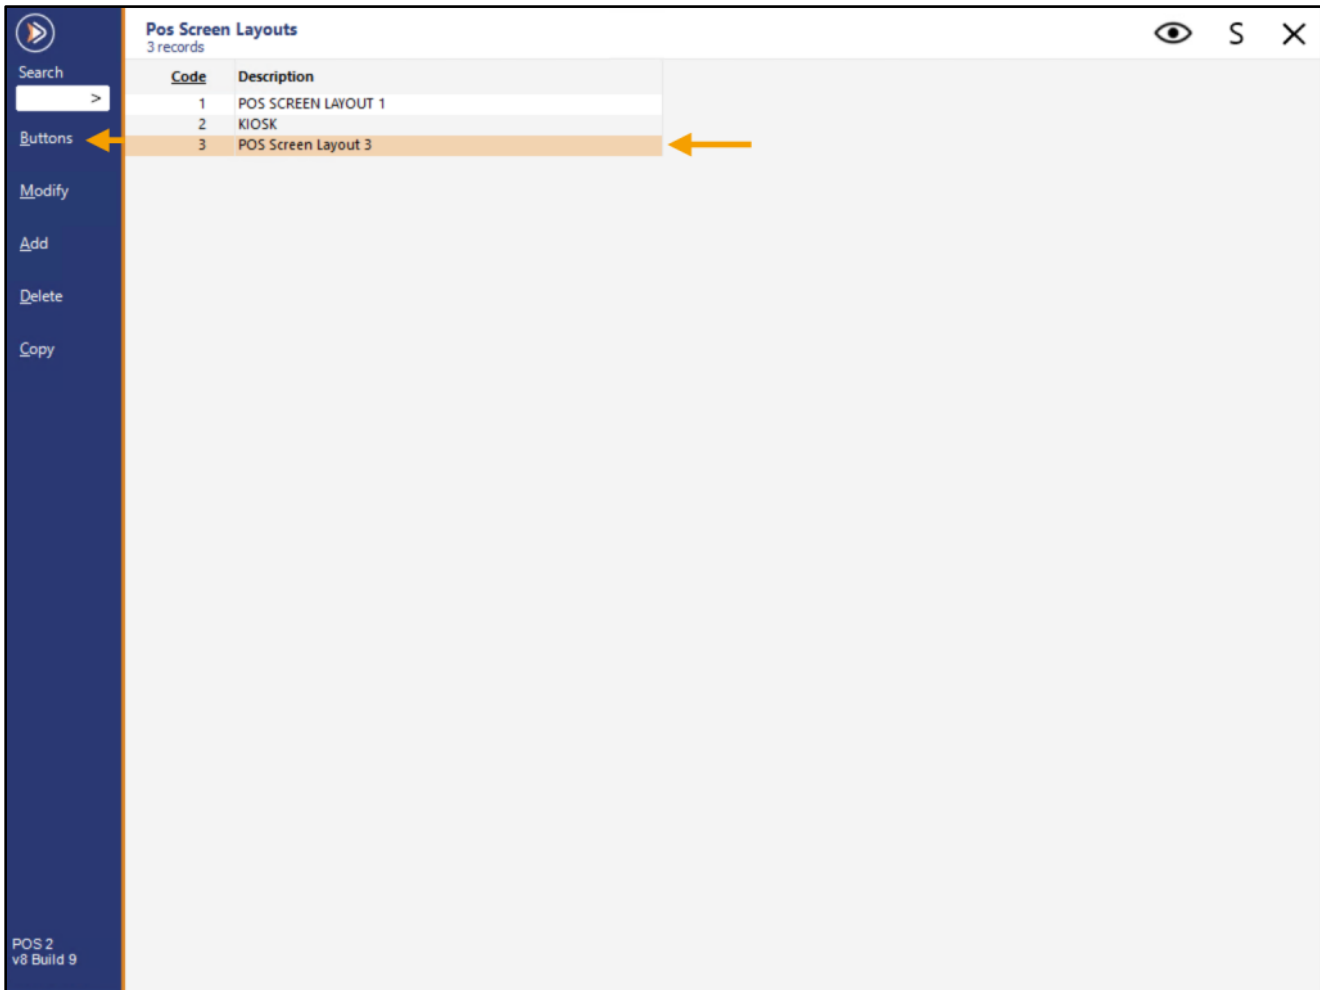 Pos Screen Layouts
3 records
S
Search
>
Buttons
Modify
Add
Delete
Copy
Code Description
1 POS SCREEN LAYOUT 1
2 KIOSK
3 POS Screen Layout 3
POS 2
v8 Build 9